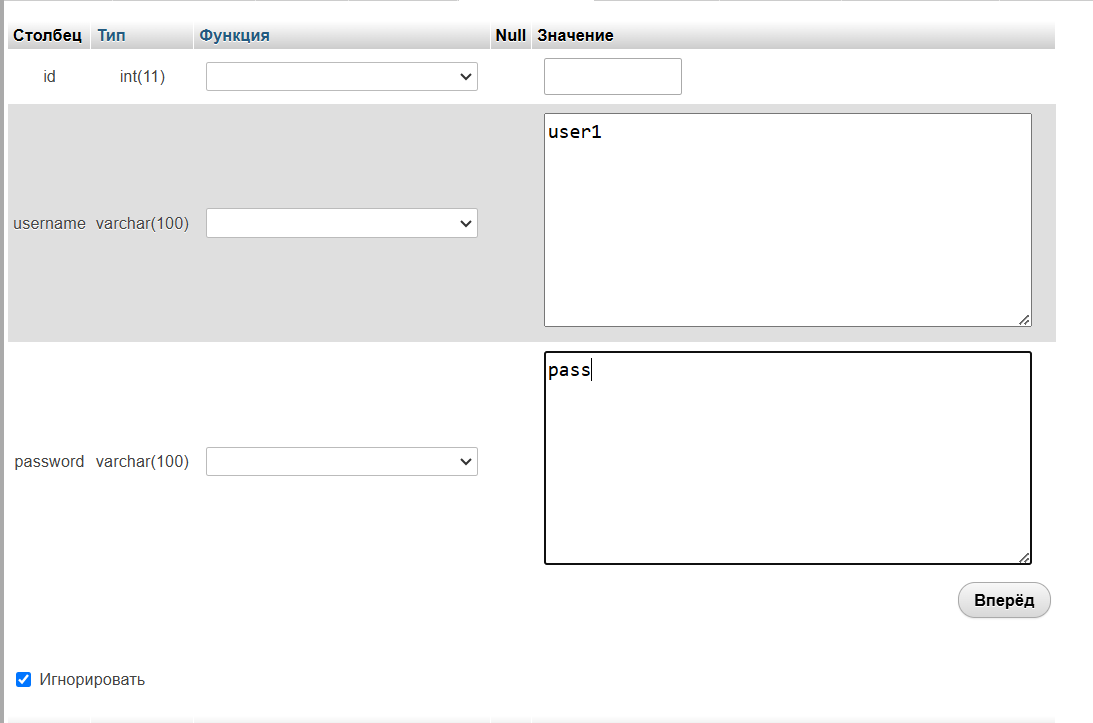 Столбец Тип Функция Null Значение
id int(11)
user1
username varchar(100)
pass
password varchar(100)
Вперёд
Игнорировать